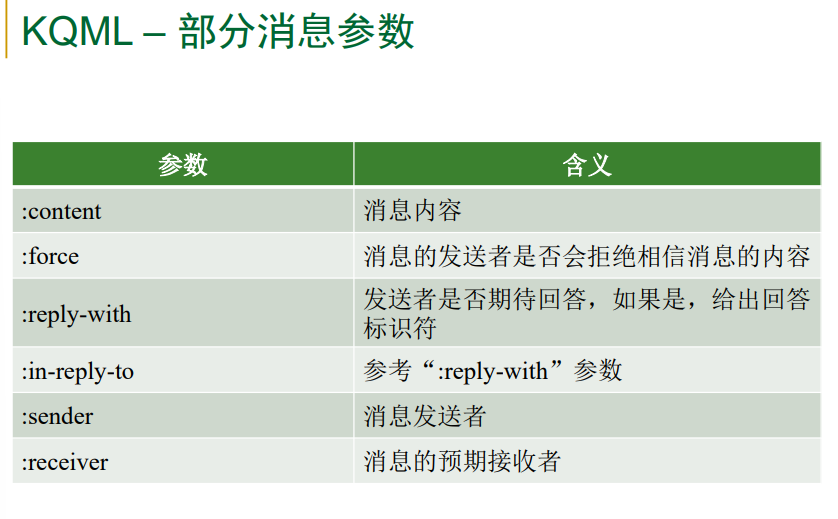 KQML – 部分消息参数
参数 含义
:content 消息内容
:force 消息的发送者是否会拒绝相信消息的内容
:reply-with 发送者是否期待回答，如果是，给出回答
标识符
:in-reply-to 参考“:reply-with”参数
:sender 消息发送者
:receiver 消息的预期接收者